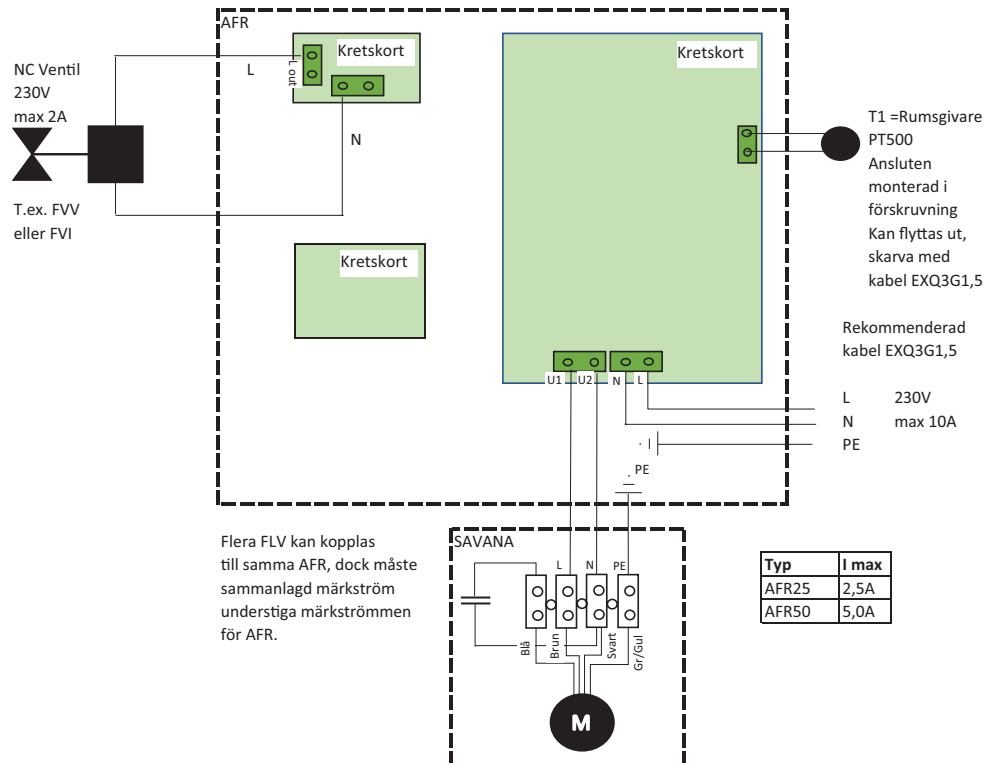 AFR
NC Ventil
230V
max 2A
T.ex. FVV
eller FVI
L
L out
Kretskort
N
Kretskort
Kretskort
T1 =Rumsgivare
PT500
Ansluten
monterad i
förskruvning
Kan flyttas ut,
skarva med
kabel EXQ3G1,5
Rekommenderad
kabel EXQ3G1,5
L 230V
N max 10A
PE
U1 U2 N L
PE
Flera FLV kan kopplas
till samma AFR, dock måste
sammanlagd märkström
understiga märkströmmen
för AFR.
SAVANA
L N PE
Blå Brun Svart Gr/Gul
M
Typ I max
AFR25 2,5A
AFR50 5,0A